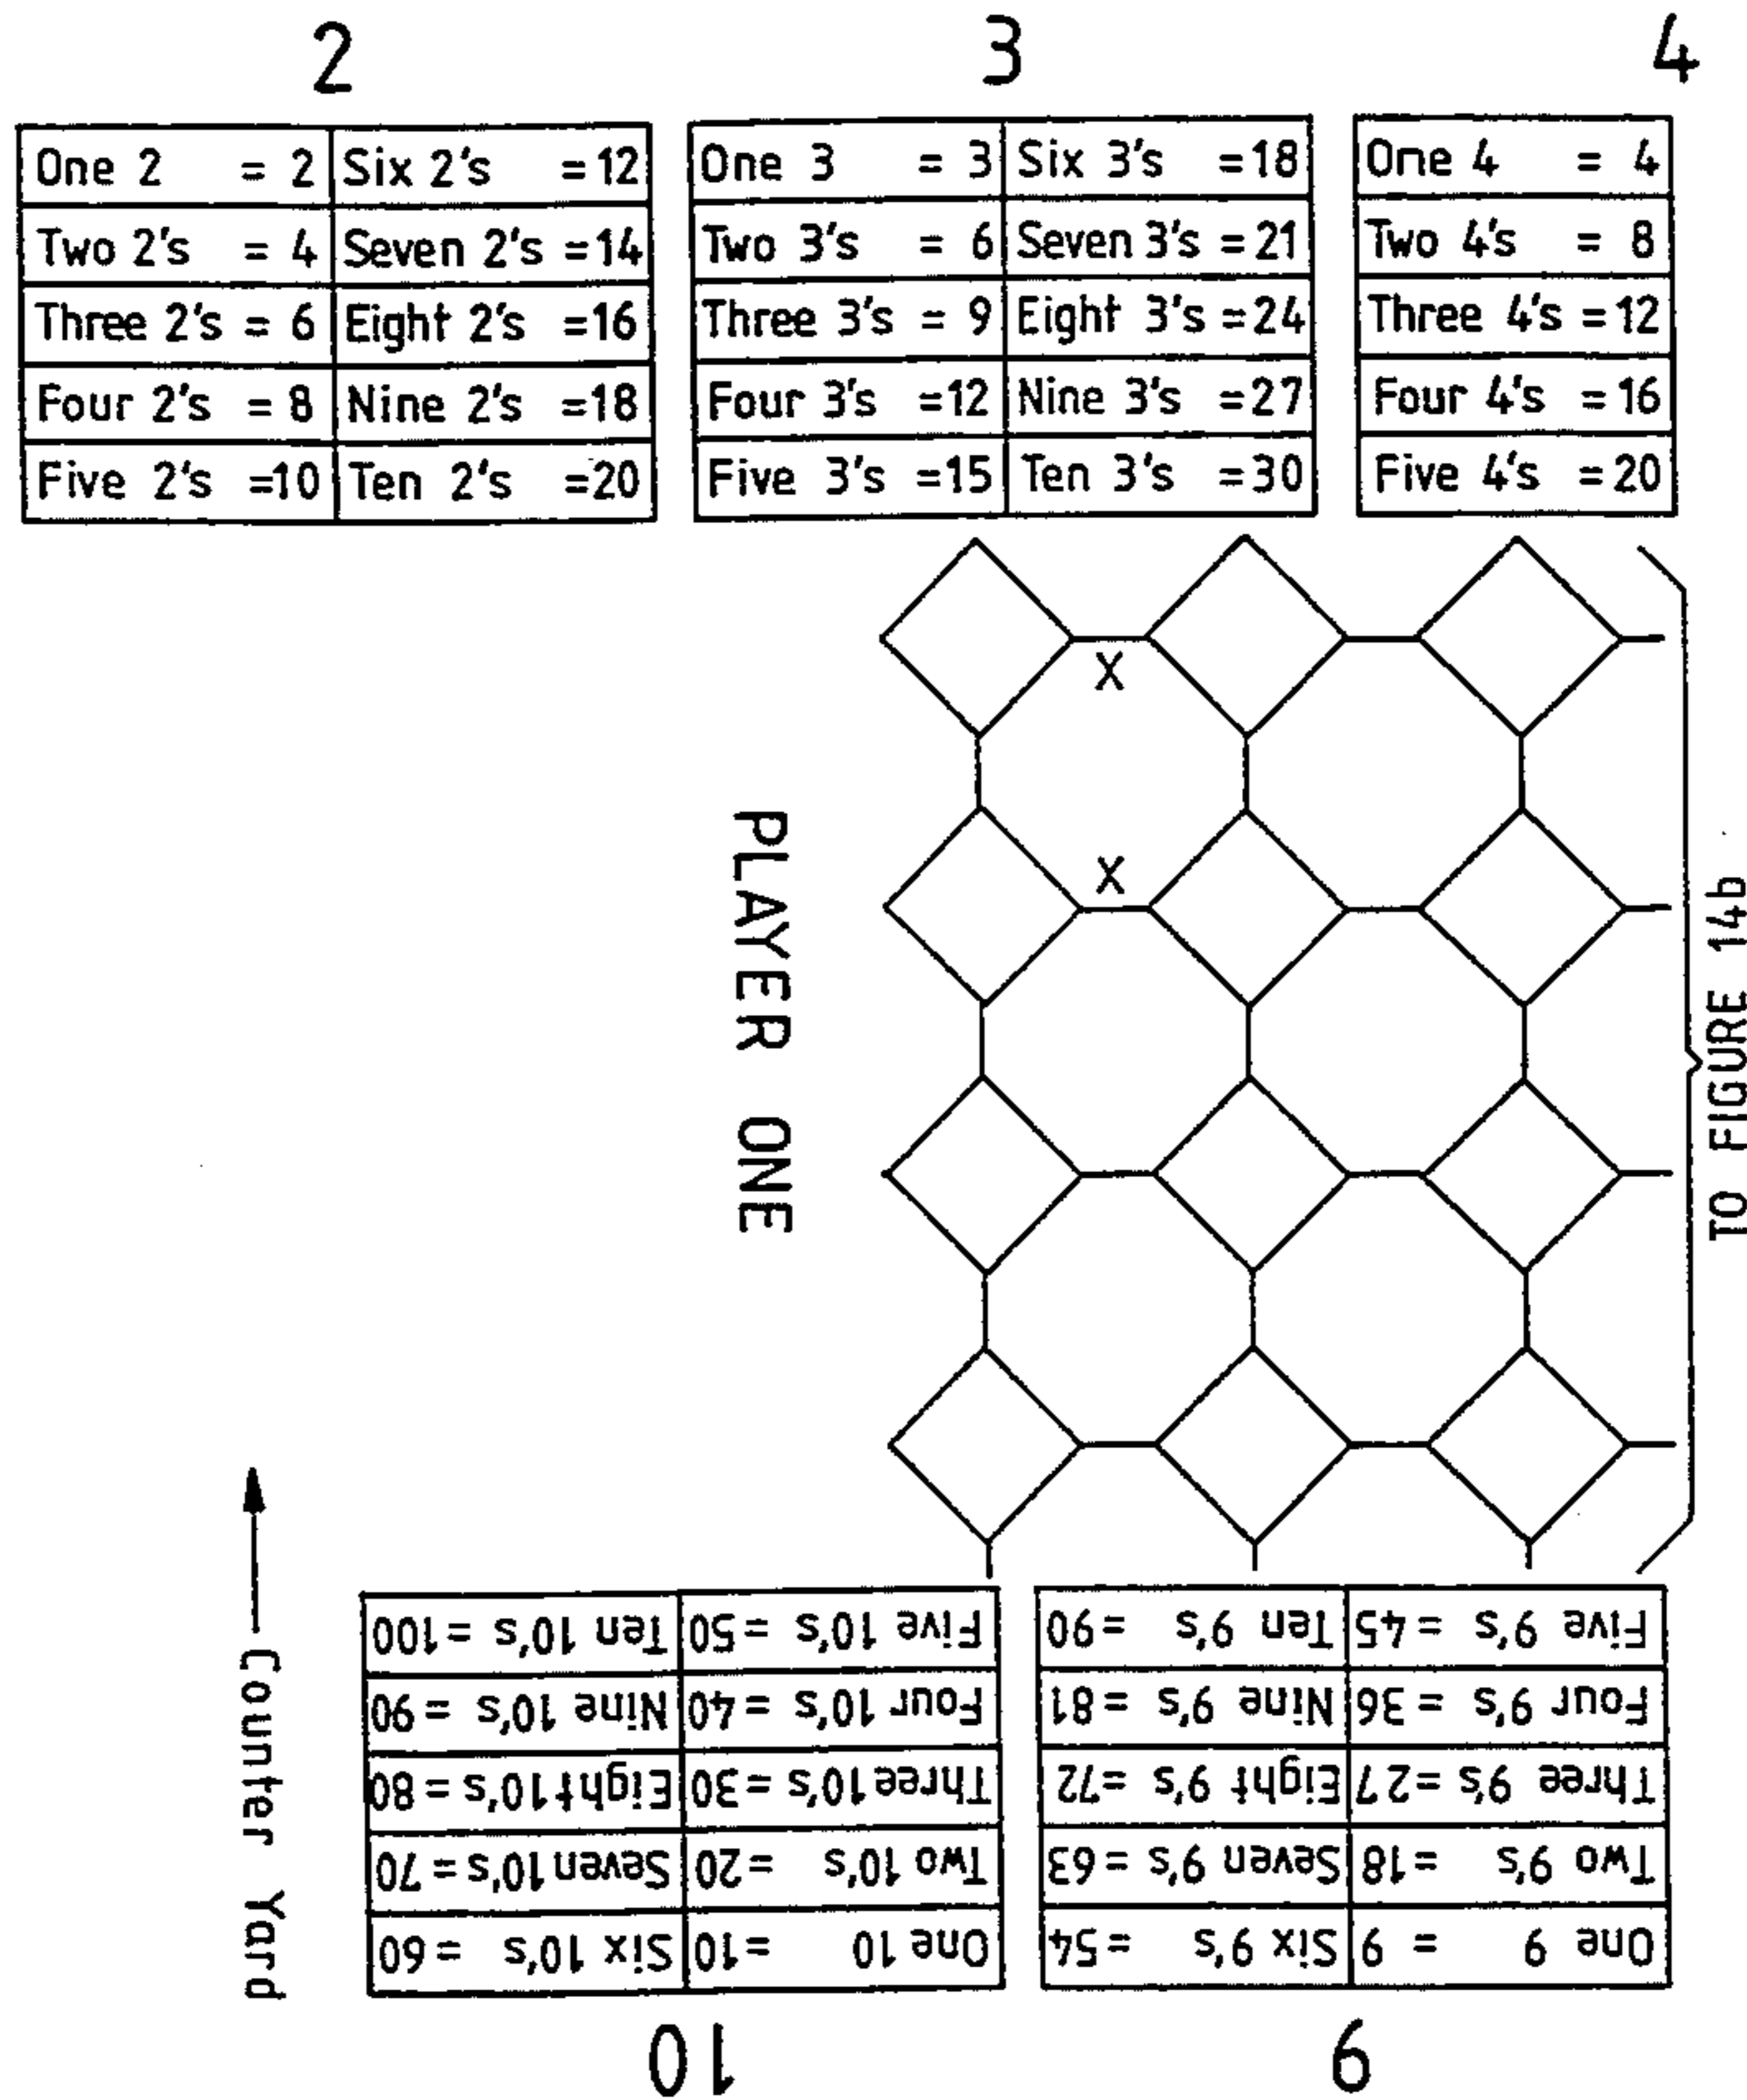 2
One 2 = 2 Six 2's =12
Two 2's = 4 Seven 2's =14
Three 2's = 6 Eight 2's =16
Four 2's = 8 Nine 2's =18
Five 2's =10 Ten 2's =20
3
One 3 = 3 Six 3's =18
Two 3's = 6 Seven 3's =21
Three 3's = 9 Eight 3's =24
Four 3's =12 Nine 3's =27
Five 3's =15 Ten 3's =30
4
One 4 = 4
Two 4's = 8
Three 4's =12
Four 4's =16
Five 4's =20
X
X
PLAYER ONE
TO FIGURE 14b
Counter Yard
9
One 9 = 9 Six 9's =54
Two 9's =18 Seven 9's =63
Three 9's =27 Eight 9's =72
Four 9's =36 Nine 9's =81
Five 9's =45 Ten 9's =90
10
One 10 =10 Six 10's =60
Two 10's =20 Seven 10's =70
Three 10's =30 Eight 10's =80
Four 10's =40 Nine 10's =90
Five 10's =50 Ten 10's =100